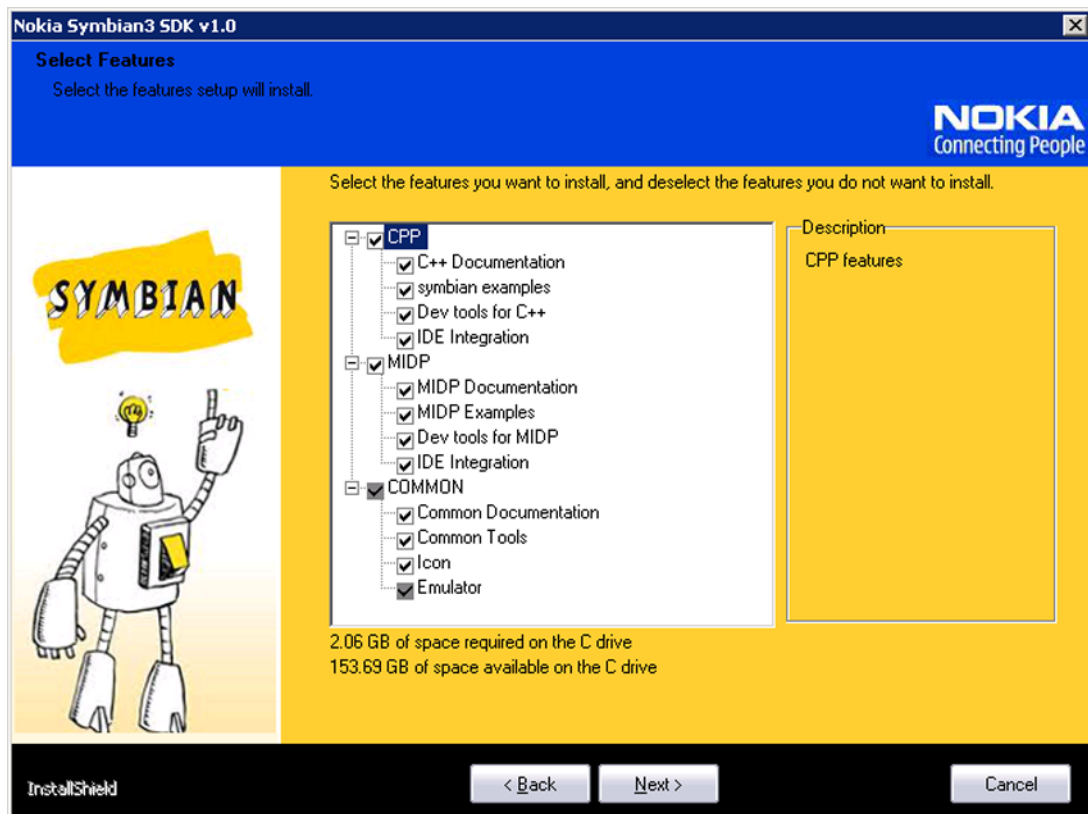 Nokia Symbian3 SDK v1.0
Select Features
Select the features setup will install.
NOKIA
Connecting People
Select the features you want to install, and deselect the features you do not want to install.
SYMBIAN
CPP
C++ Documentation
symbian examples
Dev tools for C++
IDE Integration
MIDP
MIDP Documentation
MIDP Examples
Dev tools for MIDP
IDE Integration
COMMON
Common Documentation
Common Tools
Icon
Emulator
Description
CPP features
2.06 GB of space required on the C drive
153.69 GB of space available on the C drive
InstallShield
< Back
Next >
Cancel